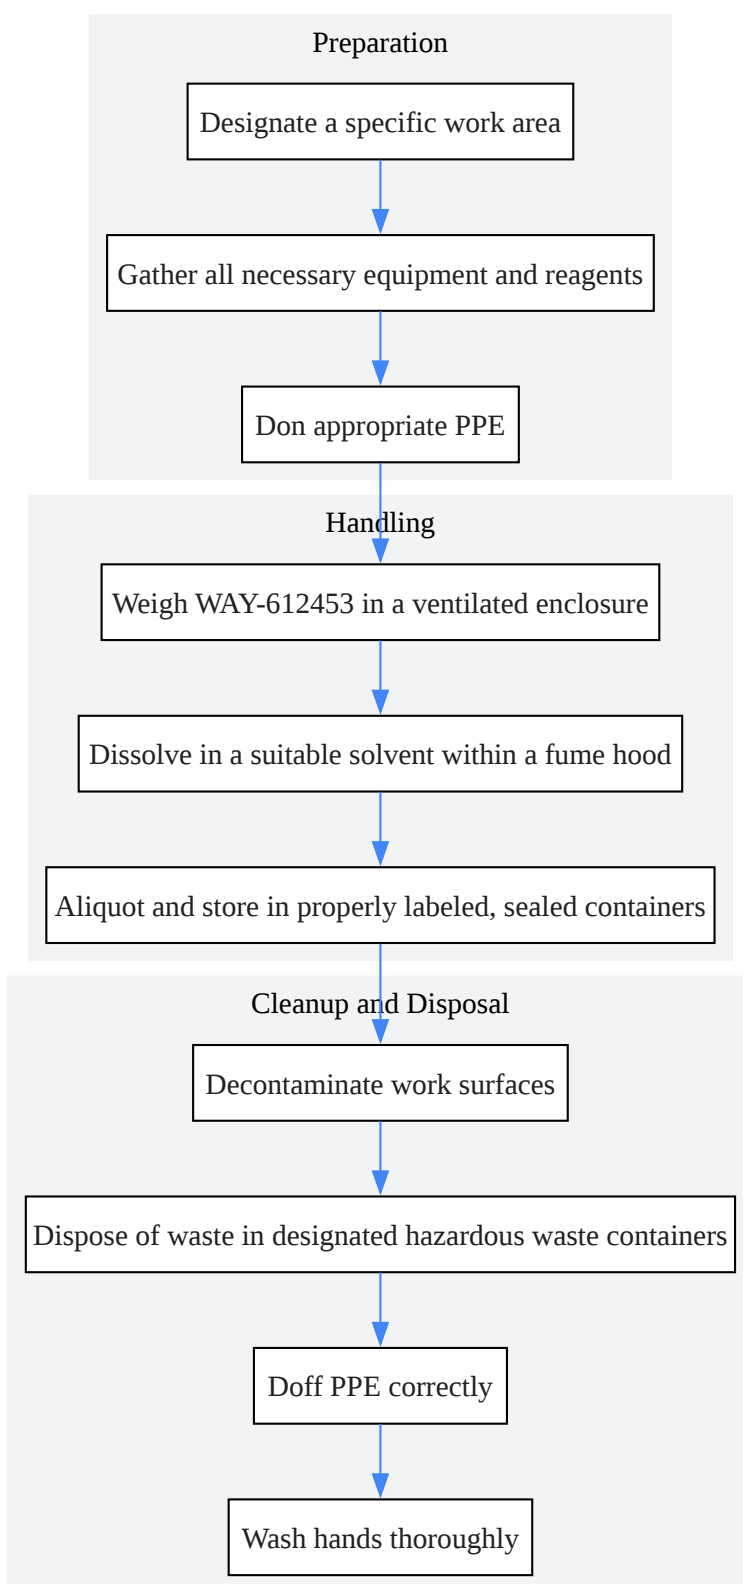 Preparation
Designate a specific work area
Gather all necessary equipment and reagents
Don appropriate PPE
Handling
Weigh WAY-612453 in a ventilated enclosure
Dissolve in a suitable solvent within a fume hood
Aliquot and store in properly labeled, sealed containers
Cleanup and Disposal
Decontaminate work surfaces
Dispose of waste in designated hazardous waste containers
Doff PPE correctly
Wash hands thoroughly